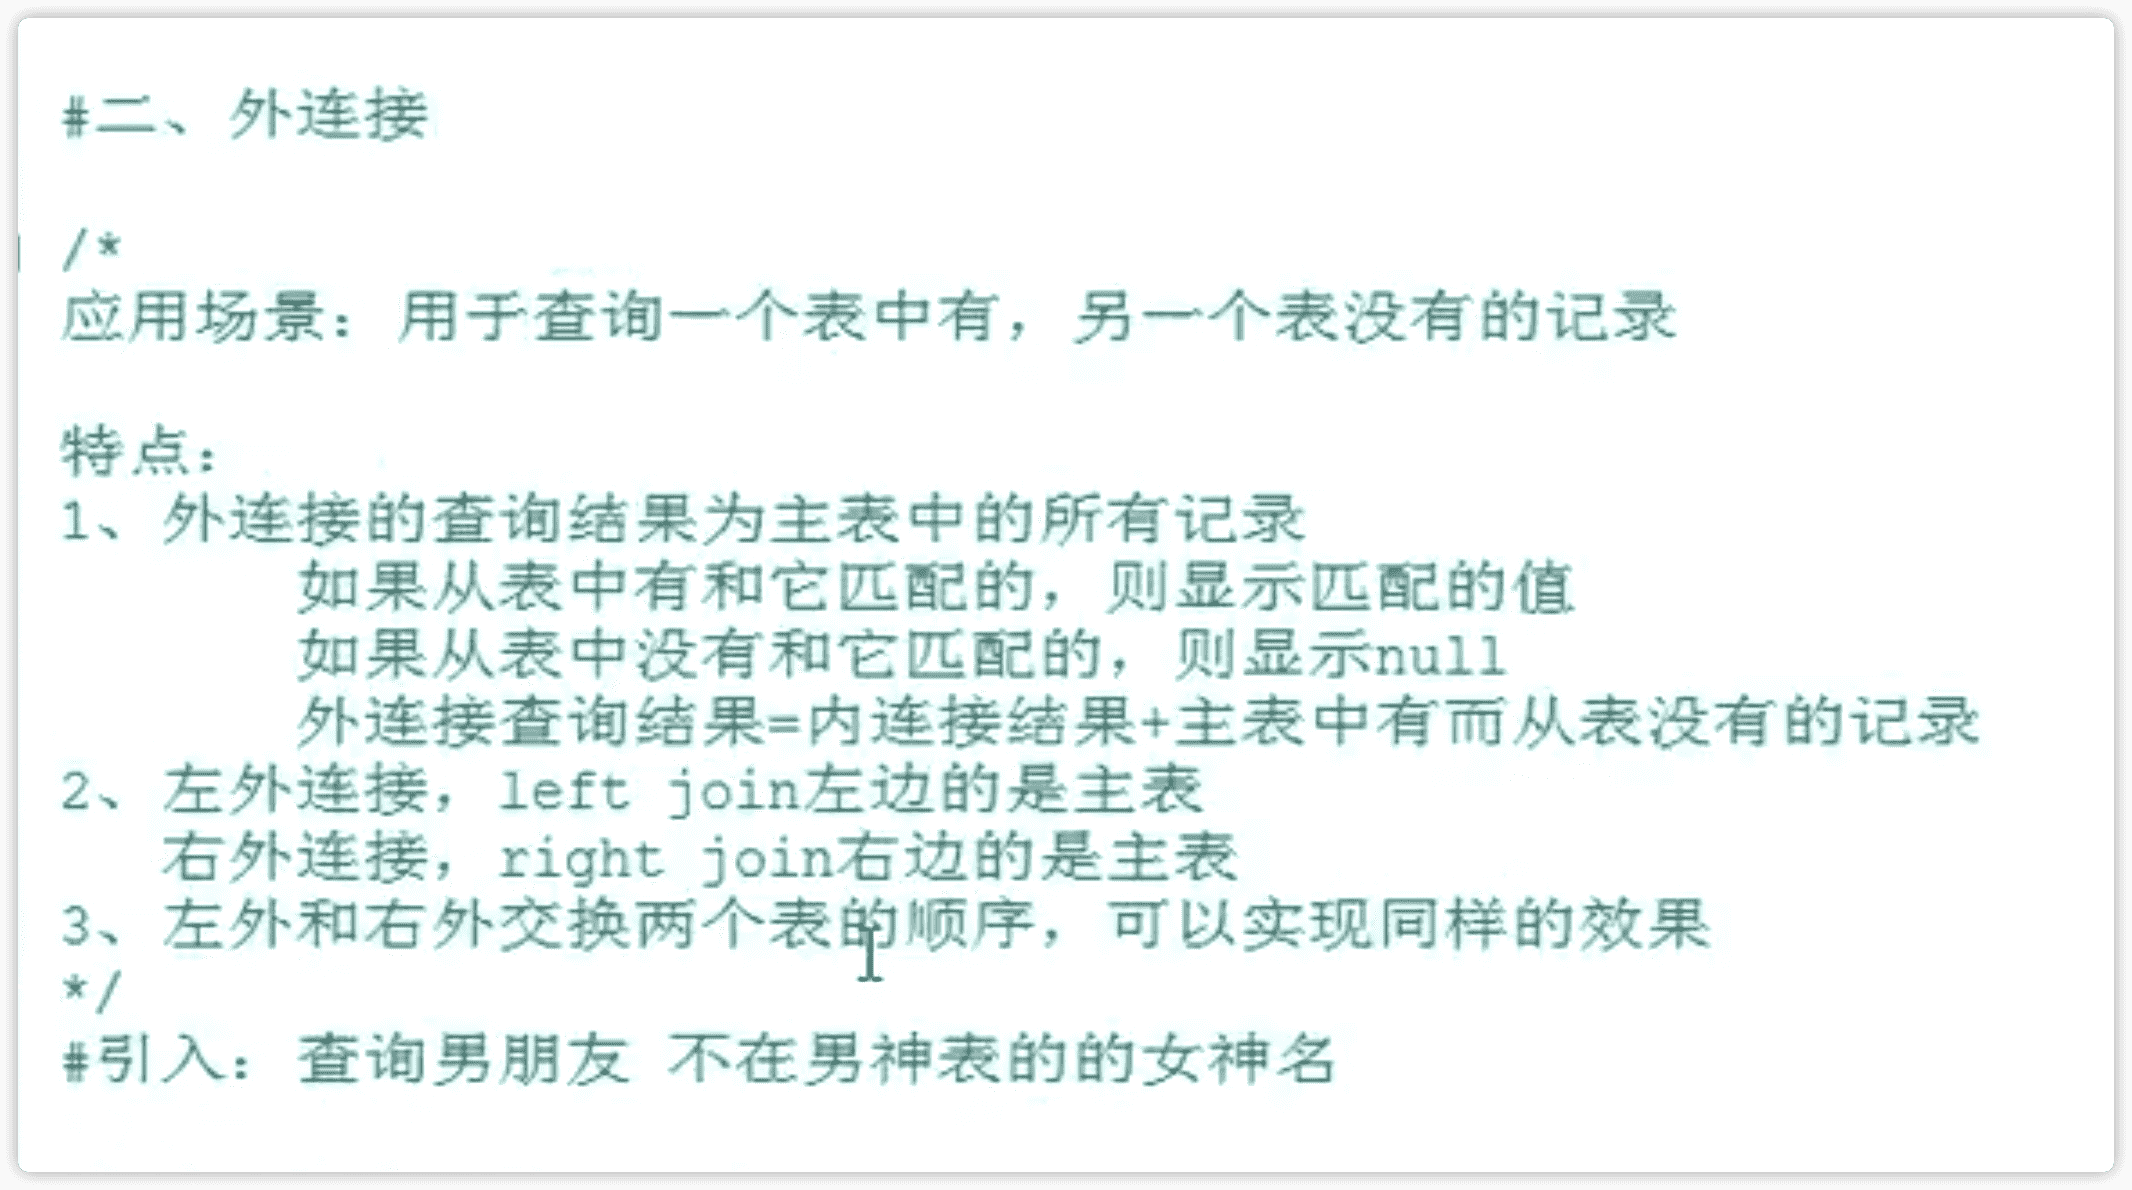 #二、外连接
/*
应用场景：用于查询一个表中有，另一个表没有的记录
特点：
1、外连接的查询结果为主表中的所有记录
如果从表中有和它匹配的，则显示匹配的值
如果从表中没有和它匹配的，则显示null
外连接查询结果=内连接结果+主表中有而从表没有的记录
2、左外连接，left join左边的是主表
右外连接，right join右边的是主表
3、左外和右外交换两个表的顺序，可以实现同样的效果
*/
#引入：查询男朋友 不在男神表的的女神名